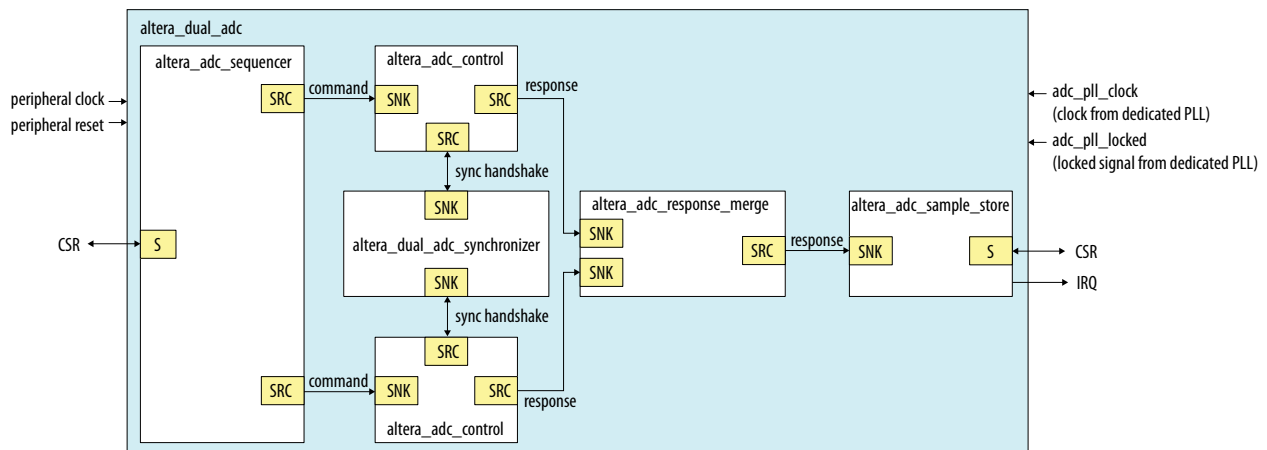 altera_dual_adc
altera_adc_sequencer
altera_adc_control
SRC
command
SNK
SRC
response
SRC
sync handshake
peripheral clock
peripheral reset
adc_pll_clock
(clock from dedicated PLL)
adc_pll_locked
(locked signal from dedicated PLL)
SNK
altera_dual_adc_synchronizer
SNK
sync handshake
altera_adc_response_merge
SNK
SNK
SRC
response
altera_adc_sample_store
SNK
S
CSR
IRQ
CSR
S
SRC
SRC
command
SNK
SRC
response
altera_adc_control